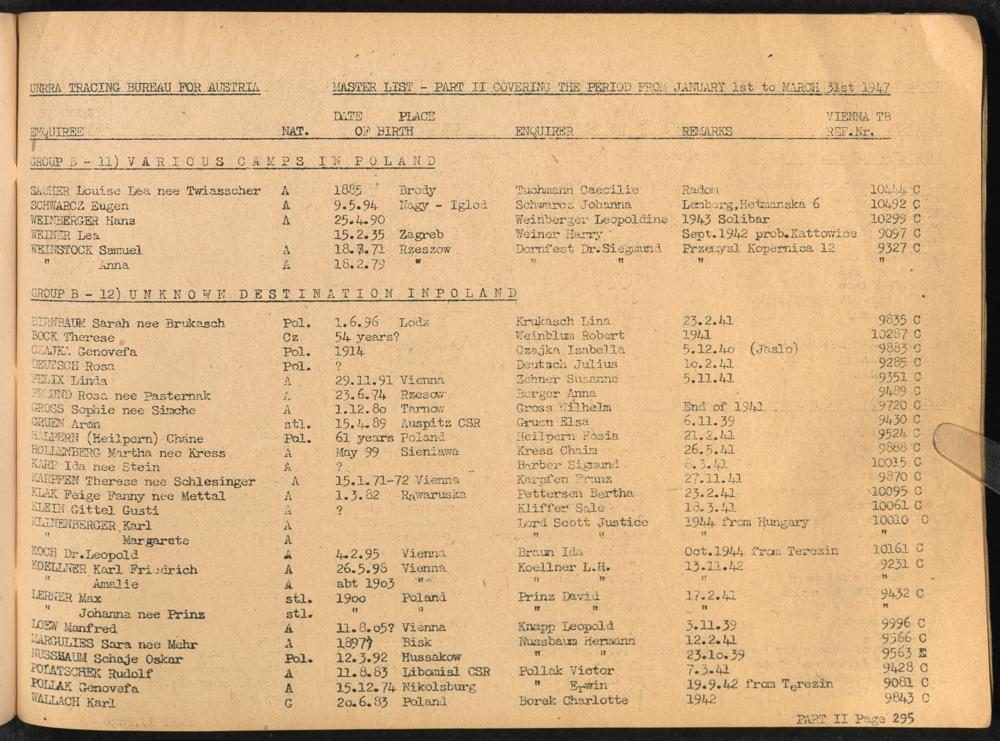 UNRRA TRACING BUREAU FOR AUSTRIA MASTER LIST - PART II COVERING THE PERIOD FROM JANUARY 1st to MARCH 31st 1947
DATE PLACE VIENNA TB
ENQUIREE NAT. OF BIRTH ENQUIRER REMARKS REF.Nr.
GROUP B - 11) V A R I O U S C A M P S I N P O L A N D
SACHER Louise Lea nee Twiasscher A 1885 Brody Tuchmann Caecilie Radom 10444 C
SCHWARCZ Eugen A 9.5.94 Nagy - Iglod Schwarcz Johanna Lemberg,Hetmanska 6 10492 C
WEINBERGER Hans A 25.4.90 Weinberger Leopoldine 1943 Solibar 10299 C
WEINER Lea 15.2.35 Zagreb Weiner Harry Sept.1942 prob.Kattowice 9097 C
WEINSTOCK Samuel A 18.7.71 Rzeszow Dornfest Dr.Siegmund Przemysl Kopernica 12 9327 C
" Anna A 18.2.79 " " " " "
GROUP B - 12) U N K N O W N D E S T I N A T I O N I N P O L A N D
BIRNBAUM Sarah nee Brukasch Pol. 1.6.96 Lodz Krukasch Lina 23.2.41 9835 C
BOCK Therese Cz 54 years? Weinblum Robert 1941 10287 C
CZAJKA Genovefa Pol. 1914 Czajka Isabella 5.12.4o (Jaslo) 9883 C
DEUTSCH Rosa Pol. ? Deutsch Julius 1o.2.41 9285 C
FELIX Linda A 29.11.91 Vienna Zehner Susanne 5.11.41 9351 C
Rosa nee Pasternak A 23.6.74 Rzesow Berger Anna 9489 C
GROSS Sophie nee Simche A 1.12.8o Tarnow Gross Wilhelm End of 1941 9720 C
GRUEN Aron stl. 15.4.89 Auspitz CSR Gruen Elsa 6.11.39 9430 C
HALPERN (Heilpern) Chane Pol. 61 years Poland Heilpern Fosia 21.2.41 9524 C
HOLLENBERG Martha nee Kress A May 99 Sieniawa Kress Chaim 26.5.41 9888 C
KARP Ida nee Stein A ? Barber Sigmund 8.3.41 10015 C
KARPFEN Therese nee Schlesinger A 15.1.71-72 Vienna Karpfen Franz 27.11.41 9870 C
KLAK Feige Fanny nee Mettal A 1.3.82 Rawaruska Pettersen Bertha 23.2.41 10095 C
KLEIN Gittel Gusti A ? Kliffer Sale 18.3.41 10061 C
KLINENBERGER Karl A Lord Scott Justice 1944 from Hungary 10010 C
" Margarete A " " " "
KOCH Dr.Leopold A 4.2.95 Vienna Braun Ida Oct.1944 from Terezin 10161 C
KOELLNER Karl Friedrich A 26.5.98 Vienna Koellner L.H. 13.11.42 9231 C
" Amalie A abt 19o3 " " " " "
LERNER Max stl. 19oo Poland Prinz David 17.2.41 9432 C
" Johanna nee Prinz stl. " " " " " "
LOEW Manfred A 11.8.05? Vienna Knapp Leopold 3.11.39 9996 C
MARGULIES Sara nee Mehr A 1897? Bisk Nussbaum Hermann 12.2.41 9566 C
NUSSBAUM Schaje Oskar Pol. 12.3.92 Hussakow " " 23.1o.39 9563 E
POLATSCHEK Rudolf A 11.8.83 Libomisl CSR Pollak Victor 7.3.41 9428 C
POLLAK Genovefa A 15.12.74 Nikolsburg " Erwin 19.9.42 from Terezin 9081 C
WALLACH Karl G 2o.6.83 Poland Borek Charlotte 1942 9843 C
PART II Page 295